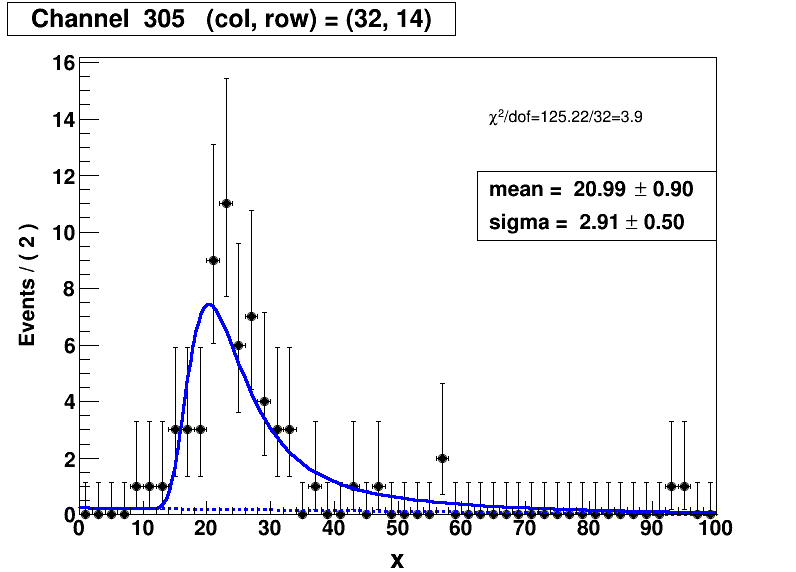 Channel 305 (col, row) = (32, 14)
χ²/dof=125.22/32=3.9
mean = 20.99 ± 0.90
sigma = 2.91 ± 0.50
Events / ( 2 )
16
14
12
10
8
6
4
2
0
0 10 20 30 40 50 60 70 80 90 100
x